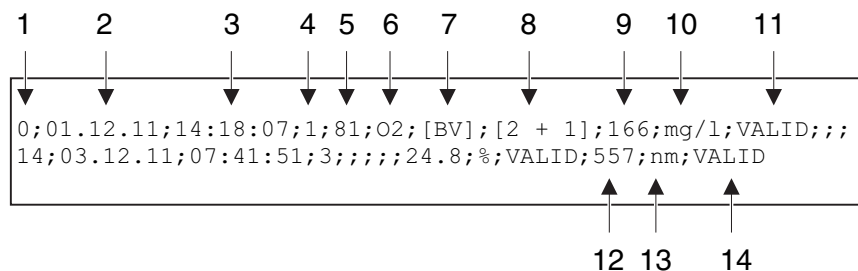 1 2 3 4 5 6 7 8 9 10 11
0;01.12.11;14:18:07;1;81;O2;[BV];[2 + 1];166;mg/l;VALID;;;
14;03.12.11;07:41:51;3;;;;;24.8;%;VALID;557;nm;VALID
12 13 14